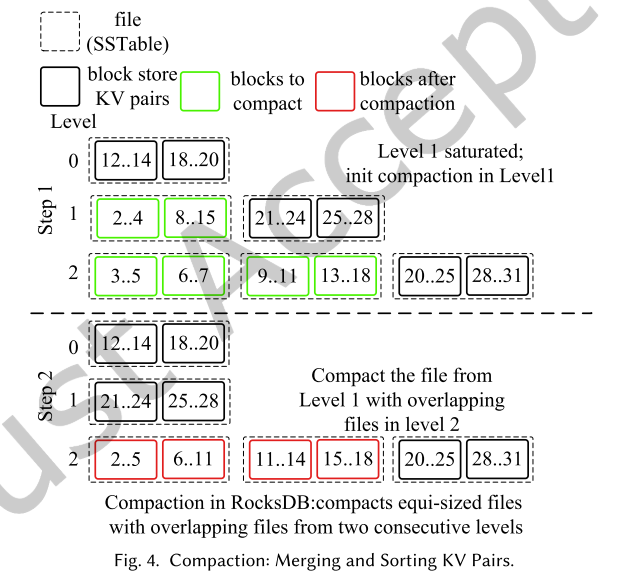 file
(SSTable)
block store
KV pairs
blocks to
compact
blocks after
compaction
Level
Step 1
0 12..14 18..20
Level 1 saturated;
init compaction in Level1
1 2..4 8..15 21..24 25..28
2 3..5 6..7 9..11 13..18 20..25 28..31
Step 2
0 12..14 18..20
1 21..24 25..28
Compact the file from
Level 1 with overlapping
files in level 2
2 2..5 6..11 11..14 15..18 20..25 28..31
Compaction in RocksDB:compacts equi-sized files
with overlapping files from two consecutive levels
Fig. 4. Compaction: Merging and Sorting KV Pairs.
ust Accept